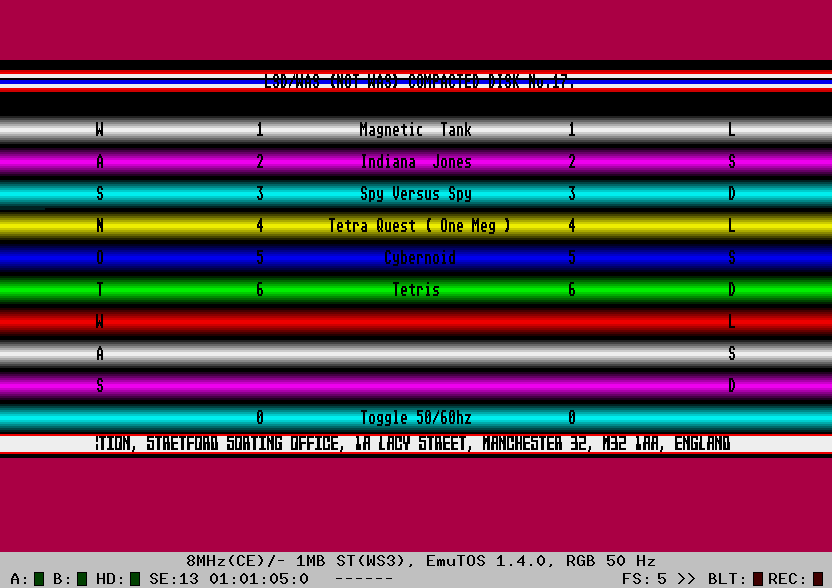 LSD/WAS (NOT WAS) COMPACTED DISK No.17.
W 1 Magnetic Tank 1 L
A 2 Indiana Jones 2 S
S 3 Spy Versus Spy 3 D
N 4 Tetra Quest ( One Meg ) 4 L
O 5 Cybernoid 5 S
T 6 Tetris 6 D
W L
A S
S D
0 Toggle 50/60hz 0
TION, STRETFORD SORTING OFFICE, 1A LACY STREET, MANCHESTER 32, M32 1AA, ENGLAND
8MHz(CE)/- 1MB ST(WS3), EmuTOS 1.4.0, RGB 50 Hz
A: B: HD: SE:13 01:01:05:0 ------ FS: 5 >> BLT: REC: